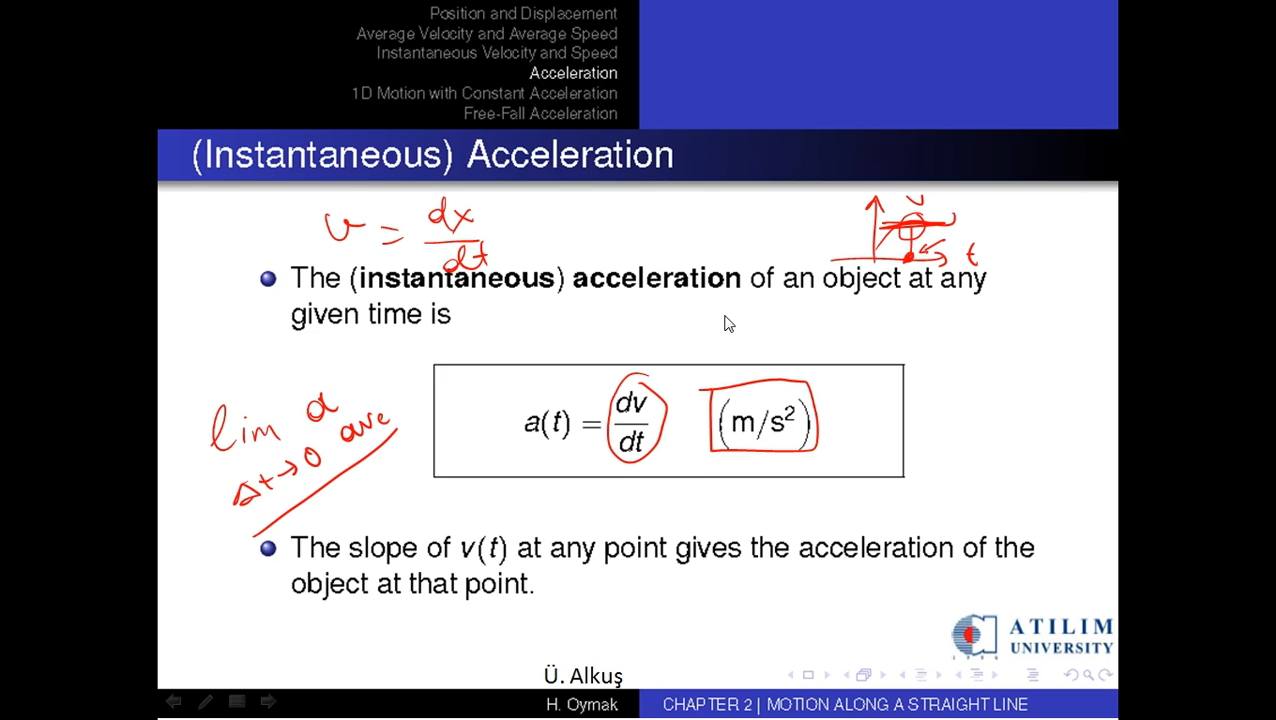 Position and Displacement
Average Velocity and Average Speed
Instantaneous Velocity and Speed
Acceleration
1D Motion with Constant Acceleration
Free-Fall Acceleration
(Instantaneous) Acceleration
v = dx/dt
v
t
The (instantaneous) acceleration of an object at any
given time is
a(t) = dv/dt (m/s²)
lim a ave
Δt→0
The slope of v(t) at any point gives the acceleration of the
object at that point.
ATILIM
UNIVERSITY
Ü. Alkuş
H. Oymak CHAPTER 2 | MOTION ALONG A STRAIGHT LINE